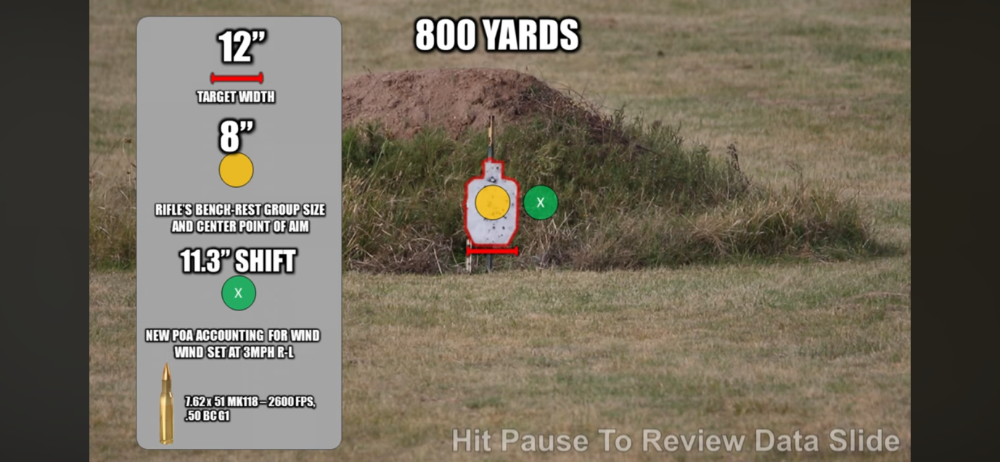 12”
TARGET WIDTH
8”
RIFLE’S BENCH-REST GROUP SIZE
AND CENTER POINT OF AIM
11.3” SHIFT
X
NEW POA ACCOUNTING FOR WIND
WIND SET AT 3MPH R-L
7.62 x 51 MK118 – 2600 FPS,
.50 BC G1
800 YARDS
X
Hit Pause To Review Data Slide